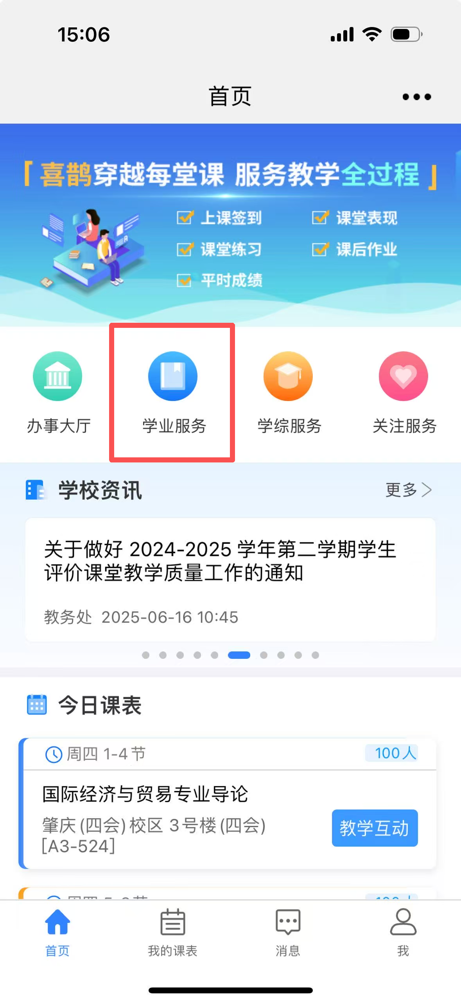 15:06
首页
「喜鹊穿越每堂课 服务教学全过程」
上课签到 课堂表现
课堂练习 课后作业
平时成绩
办事大厅 学业服务 学综服务 关注服务
学校资讯 更多
关于做好 2024-2025 学年第二学期学生
评价课堂教学质量工作的通知
教务处 2025-06-16 10:45
今日课表
周四 1-4节 100人
国际经济与贸易专业导论
肇庆(四会)校区 3号楼(四会)
[A3-524]
教学互动
首页 我的课表 消息 我